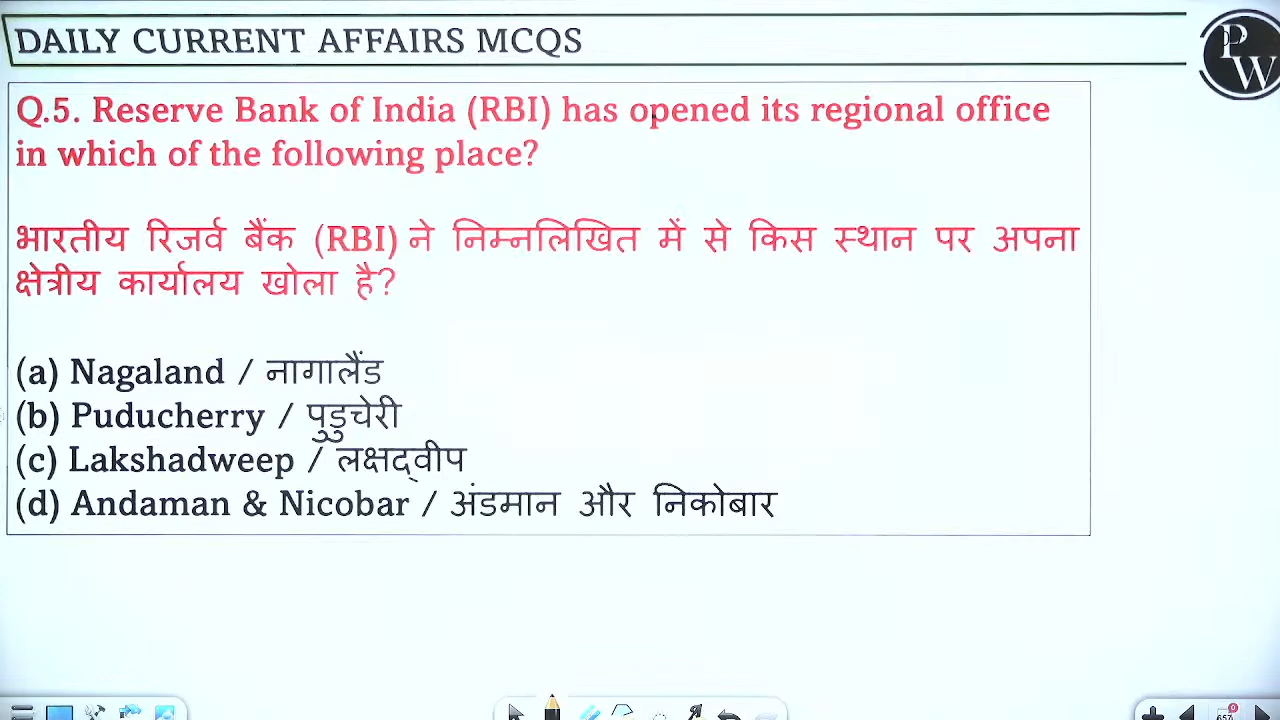 DAILY CURRENT AFFAIRS MCQS
PW
Q.5. Reserve Bank of India (RBI) has opened its regional office
in which of the following place?
भारतीय रिजर्व बैंक (RBI) ने निम्नलिखित में से किस स्थान पर अपना
क्षेत्रीय कार्यालय खोला है?
(a) Nagaland / नागालैंड
(b) Puducherry / पुडुचेरी
(c) Lakshadweep / लक्षद्वीप
(d) Andaman & Nicobar / अंडमान और निकोबार